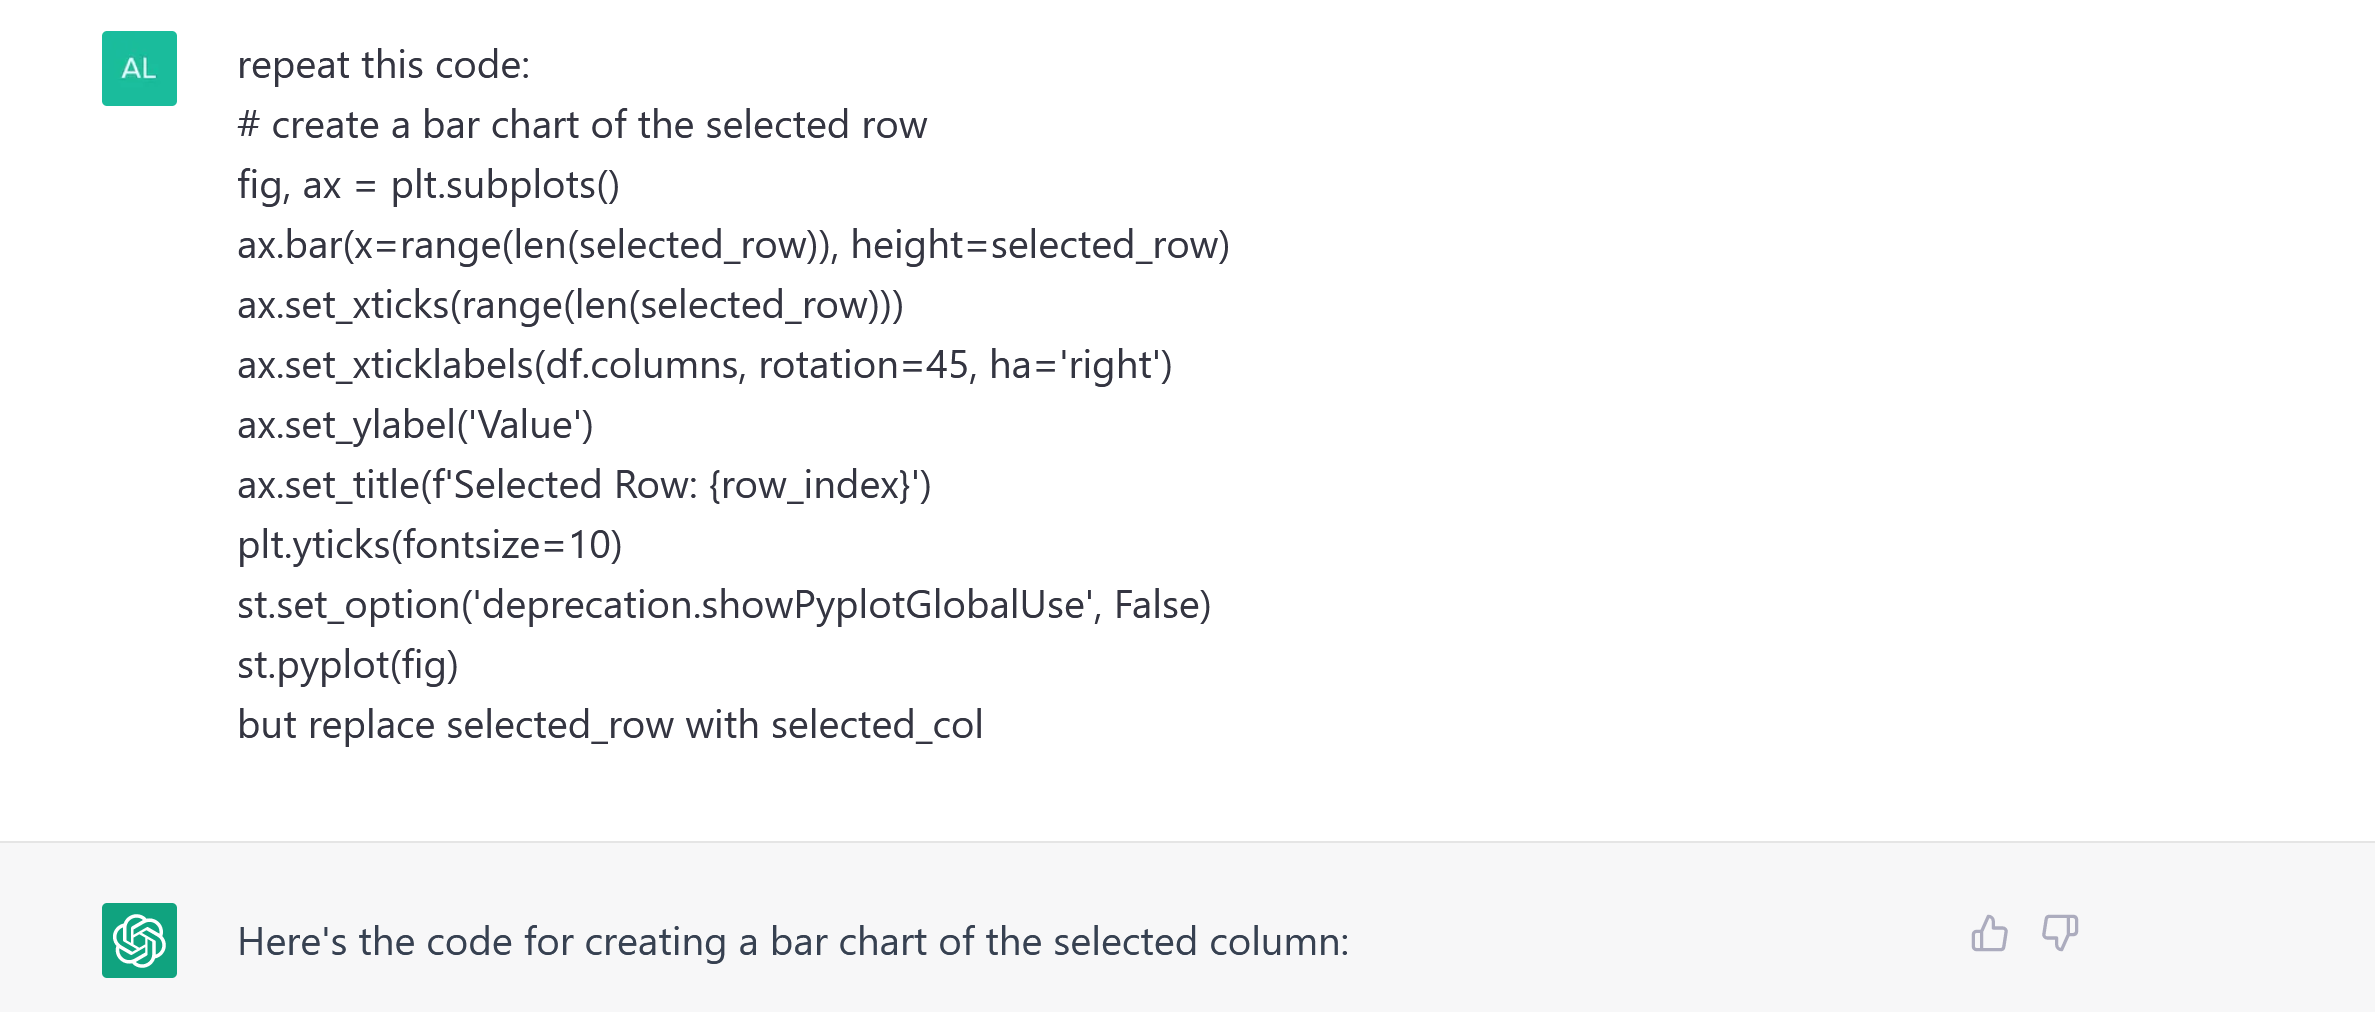 AL
repeat this code:
# create a bar chart of the selected row
fig, ax = plt.subplots()
ax.bar(x=range(len(selected_row)), height=selected_row)
ax.set_xticks(range(len(selected_row)))
ax.set_xticklabels(df.columns, rotation=45, ha='right')
ax.set_ylabel('Value')
ax.set_title(f'Selected Row: {row_index}')
plt.yticks(fontsize=10)
st.set_option('deprecation.showPyplotGlobalUse', False)
st.pyplot(fig)
but replace selected_row with selected_col
Here's the code for creating a bar chart of the selected column: